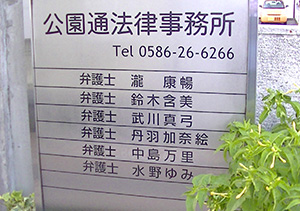 公園通法律事務所
Tel 0586-26-6266
弁護士 瀧 康暢
弁護士 鈴木含美
弁護士 武川真弓
弁護士 丹羽加奈絵
弁護士 中島万里
弁護士 水野ゆみ